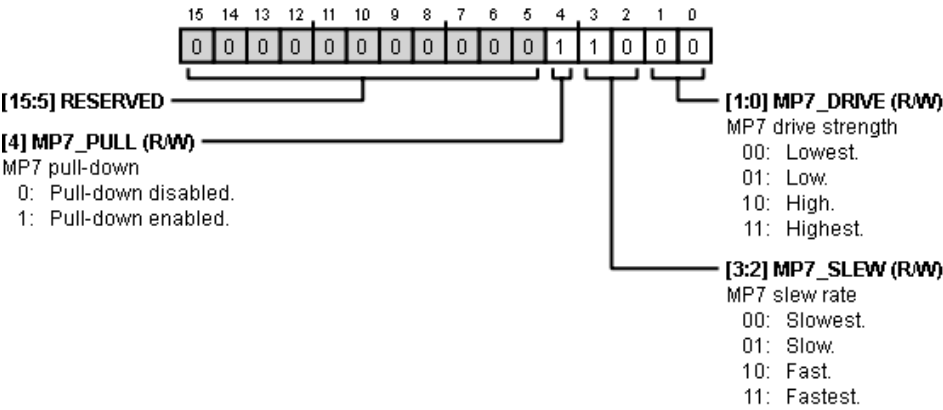 15 14 13 12 11 10 9 8 7 6 5 4 3 2 1 0
0 0 0 0 0 0 0 0 0 0 0 1 1 0 0 0
[15:5] RESERVED
[4] MP7_PULL (R/W)
MP7 pull-down
0: Pull-down disabled.
1: Pull-down enabled.
[1:0] MP7_DRIVE (R/W)
MP7 drive strength
00: Lowest.
01: Low.
10: High.
11: Highest.
[3:2] MP7_SLEW (R/W)
MP7 slew rate
00: Slowest.
01: Slow.
10: Fast.
11: Fastest.